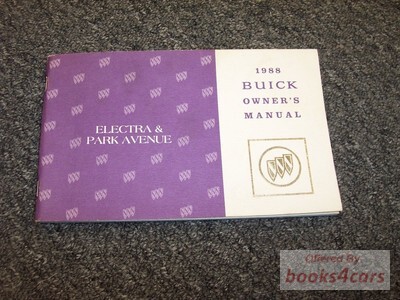 ELECTRA &
PARK AVENUE
1988
BUICK
OWNER'S
MANUAL
Offered By
books4cars